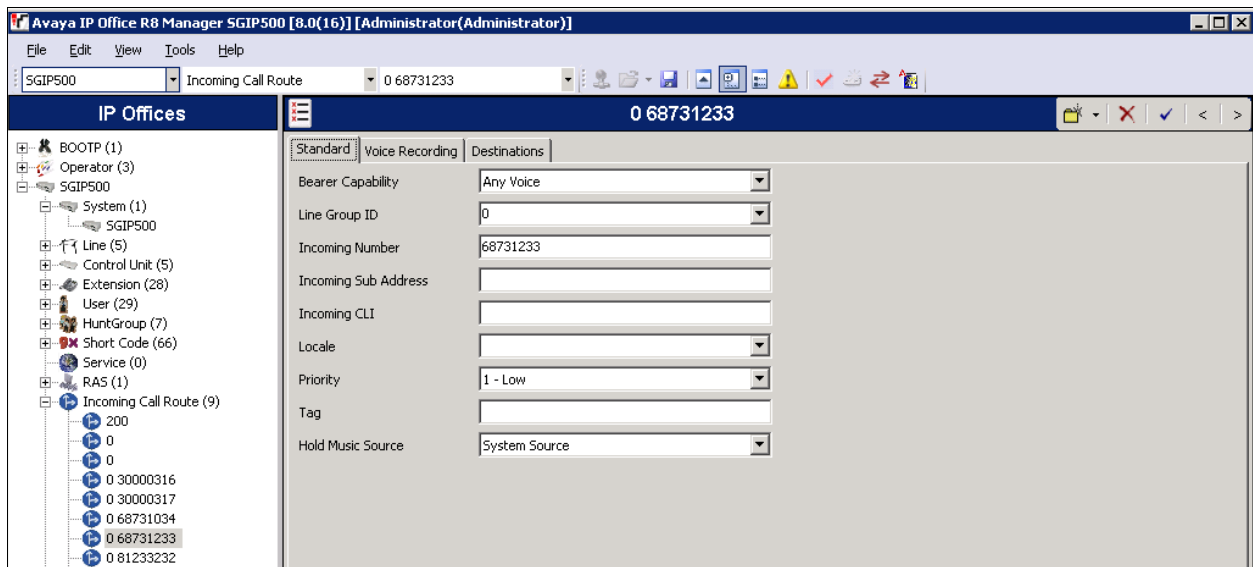 Avaya IP Office R8 Manager SGIP500 [8.0(16)] [Administrator(Administrator)]
File Edit View Tools Help
SGIP500 Incoming Call Route 0 68731233
IP Offices
BOOTP (1)
Operator (3)
SGIP500
System (1)
SGIP500
Line (5)
Control Unit (5)
Extension (28)
User (29)
HuntGroup (7)
Short Code (66)
Service (0)
RAS (1)
Incoming Call Route (9)
200
0
0
0 30000316
0 30000317
0 68731034
0 68731233
0 81233232
0 68731233
Standard Voice Recording Destinations
Bearer Capability Any Voice
Line Group ID 0
Incoming Number 68731233
Incoming Sub Address
Incoming CLI
Locale
Priority 1 - Low
Tag
Hold Music Source System Source